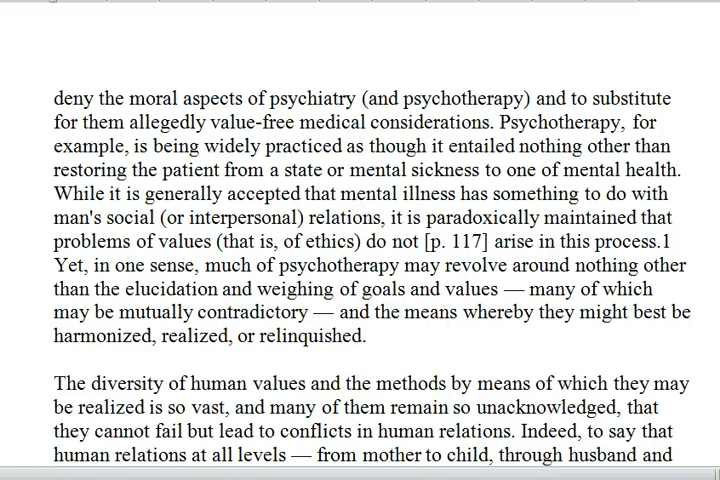 deny the moral aspects of psychiatry (and psychotherapy) and to substitute
for them allegedly value-free medical considerations. Psychotherapy, for
example, is being widely practiced as though it entailed nothing other than
restoring the patient from a state or mental sickness to one of mental health.
While it is generally accepted that mental illness has something to do with
man's social (or interpersonal) relations, it is paradoxically maintained that
problems of values (that is, of ethics) do not [p. 117] arise in this process.1
Yet, in one sense, much of psychotherapy may revolve around nothing other
than the elucidation and weighing of goals and values — many of which
may be mutually contradictory — and the means whereby they might best be
harmonized, realized, or relinquished.
The diversity of human values and the methods by means of which they may
be realized is so vast, and many of them remain so unacknowledged, that
they cannot fail but lead to conflicts in human relations. Indeed, to say that
human relations at all levels — from mother to child, through husband and